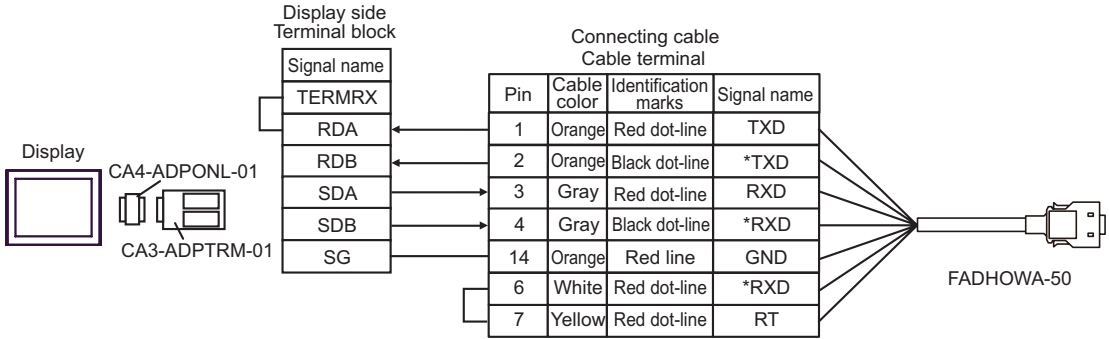 Display side
Terminal block
Signal name
TERMRX
RDA
RDB
SDA
SDB
SG
Display
CA4-ADPONL-01
CA3-ADPTRM-01
Connecting cable
Cable terminal
Pin Cable color Identification marks Signal name
1 Orange Red dot-line TXD
2 Orange Black dot-line *TXD
3 Gray Red dot-line RXD
4 Gray Black dot-line *RXD
14 Orange Red line GND
6 White Red dot-line *RXD
7 Yellow Red dot-line RT
FADHOWA-50